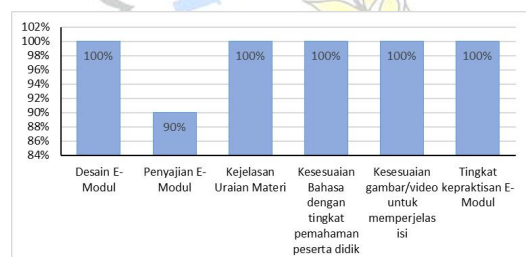 102%
100%
98%
96%
94%
92%
90%
88%
86%
84%
100%
90%
100%
100%
100%
100%
Desain E-
Modul
Penyajian E-
Modul
Kejelasan
Uraian Materi
Kesesuaian
Bahasa
dengan
tingkat
pemahaman
peserta didik
Kesesuaian
gambar/video
untuk
memperjelas
isi
Tingkat
kepraktisan E-
Modul